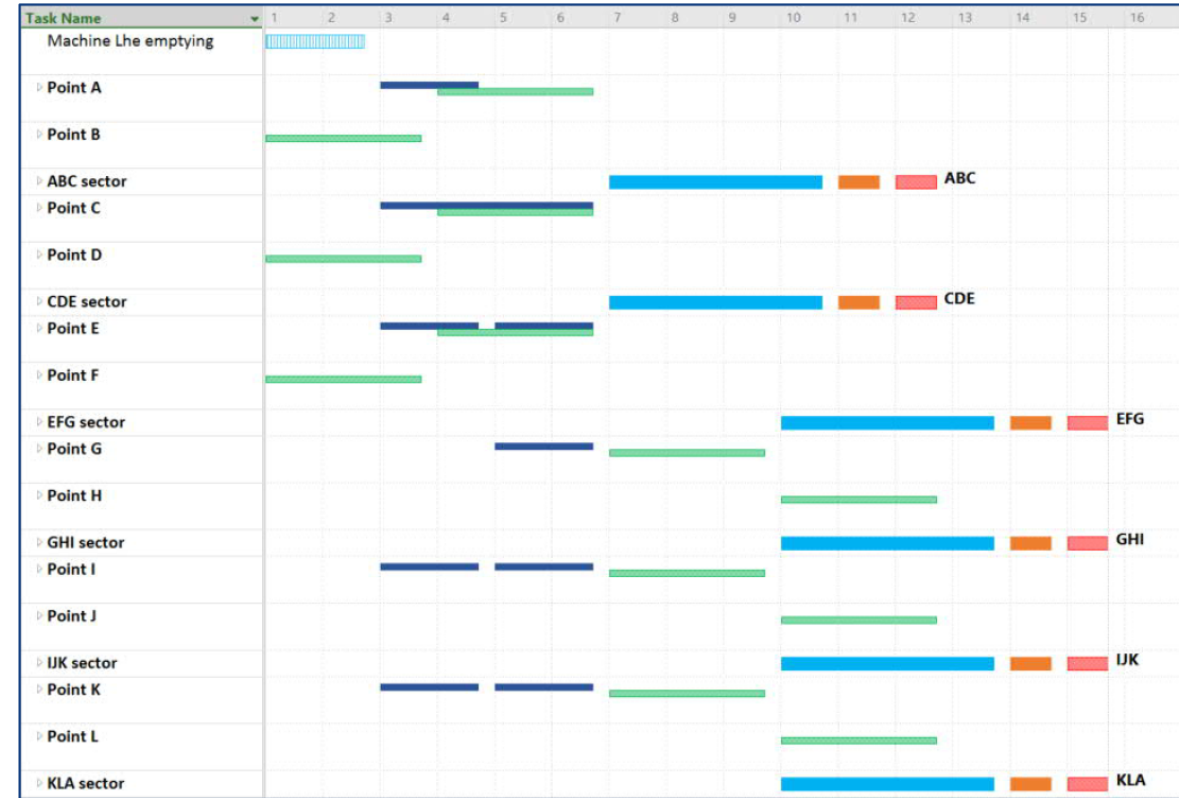 Task Name 1 2 3 4 5 6 7 8 9 10 11 12 13 14 15 16
Machine Lhe emptying
Point A
Point B
ABC sector ABC
Point C
Point D
CDE sector CDE
Point E
Point F
EFG sector EFG
Point G
Point H
GHI sector GHI
Point I
Point J
IJK sector IJK
Point K
Point L
KLA sector KLA